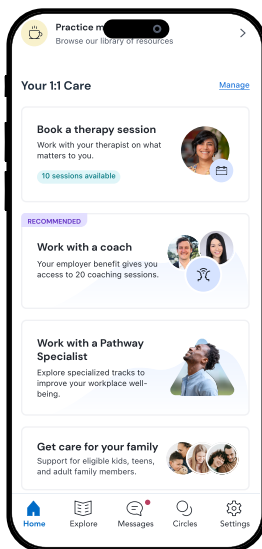 Practice m
Browse our library of resources
Your 1:1 Care
Manage
Book a therapy session
Work with your therapist on what
matters to you.
10 sessions available
RECOMMENDED
Work with a coach
Your employer benefit gives you
access to 20 coaching sessions.
Work with a Pathway
Specialist
Explore specialized tracks to
improve your workplace well-
being.
Get care for your family
Support for eligible kids, teens,
and adult family members.
Home
Explore
Messages
Circles
Settings